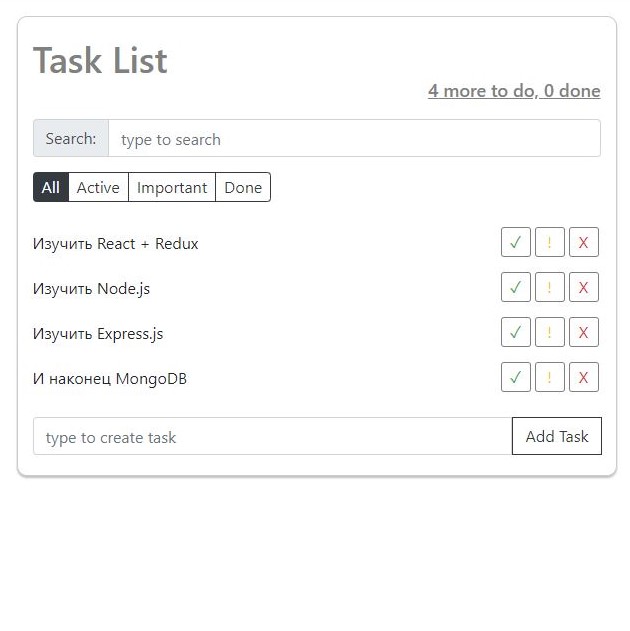 Task List
4 more to do, 0 done
Search: type to search
All Active Important Done
Изучить React + Redux ✓ ! X
Изучить Node.js ✓ ! X
Изучить Express.js ✓ ! X
И наконец MongoDB ✓ ! X
type to create task Add Task